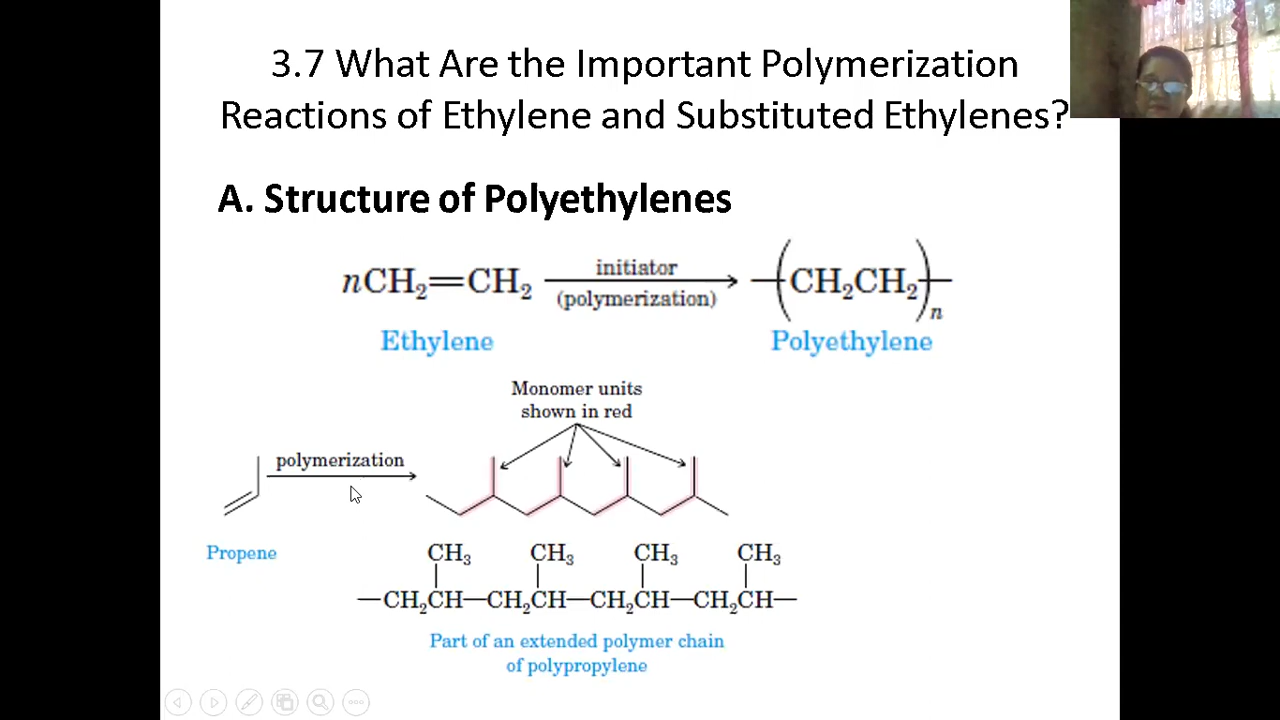 3.7 What Are the Important Polymerization
Reactions of Ethylene and Substituted Ethylenes?
A. Structure of Polyethylenes
nCH₂=CH₂ initiator (polymerization) —(CH₂CH₂)—n
Ethylene Polyethylene
Monomer units
shown in red
polymerization
Propene
CH₃ CH₃ CH₃ CH₃
—CH₂CH—CH₂CH—CH₂CH—CH₂CH—
Part of an extended polymer chain
of polypropylene